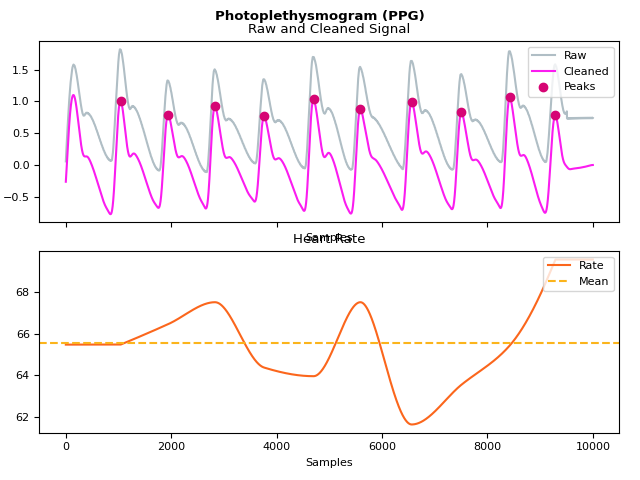 Photoplethysmogram (PPG)
Raw and Cleaned Signal
Raw
Cleaned
Peaks
1.5
1.0
0.5
0.0
−0.5
Samples
Heart Rate
Rate
Mean
68
66
64
62
0 2000 4000 6000 8000 10000
Samples